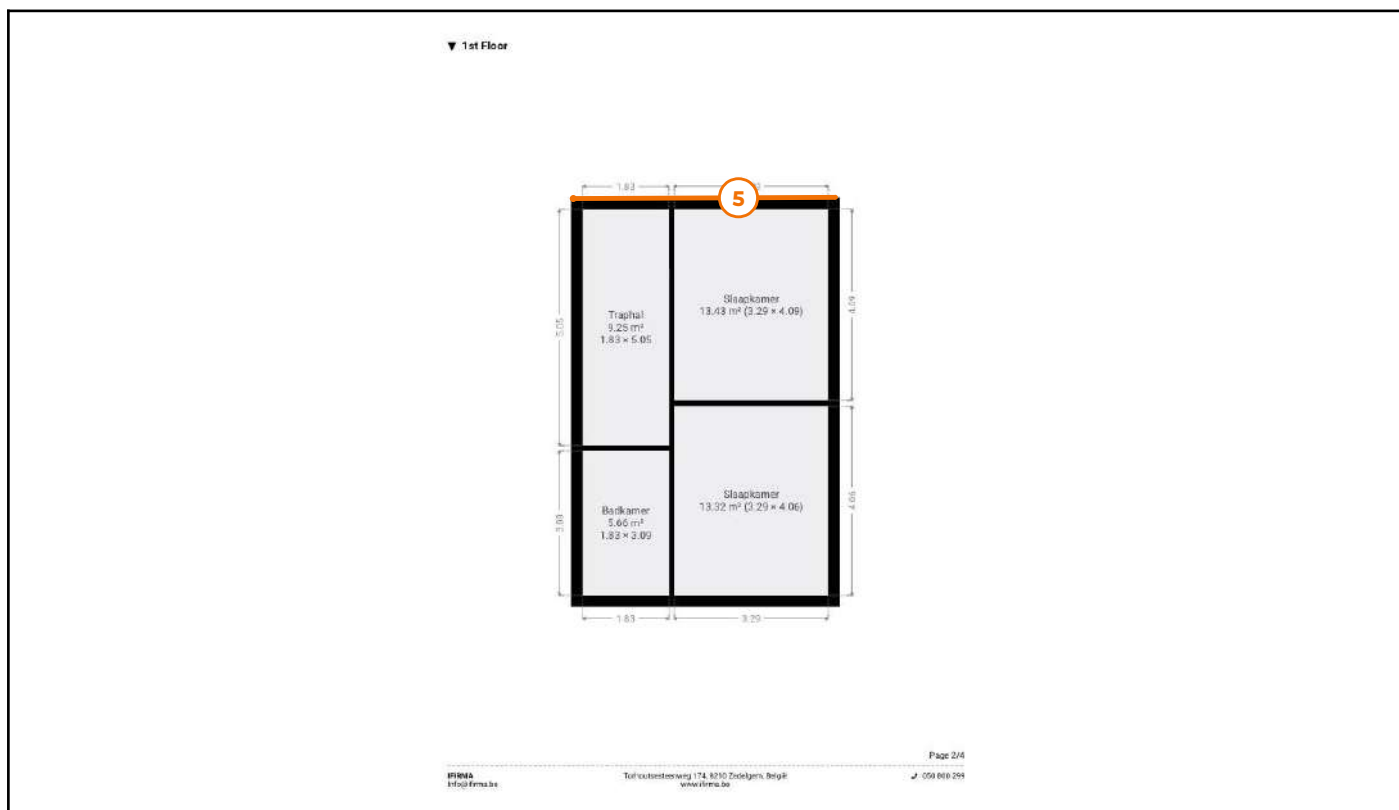 ▼ 1st Floor
1.83
5
Slaapkamer
13.43 m² (3.29 × 4.09)
4.09
Traphal
9.25 m²
1.83 × 5.05
5.05
Slaapkamer
13.32 m² (3.29 × 4.06)
4.06
Badkamer
5.66 m²
1.83 × 3.09
1.83
3.29
Page 2/4
IFIRMA
info@ifirma.be
Torhoutsesteenweg 174, 8210 Zedelgem, België
www.ifirma.be
050 800 299